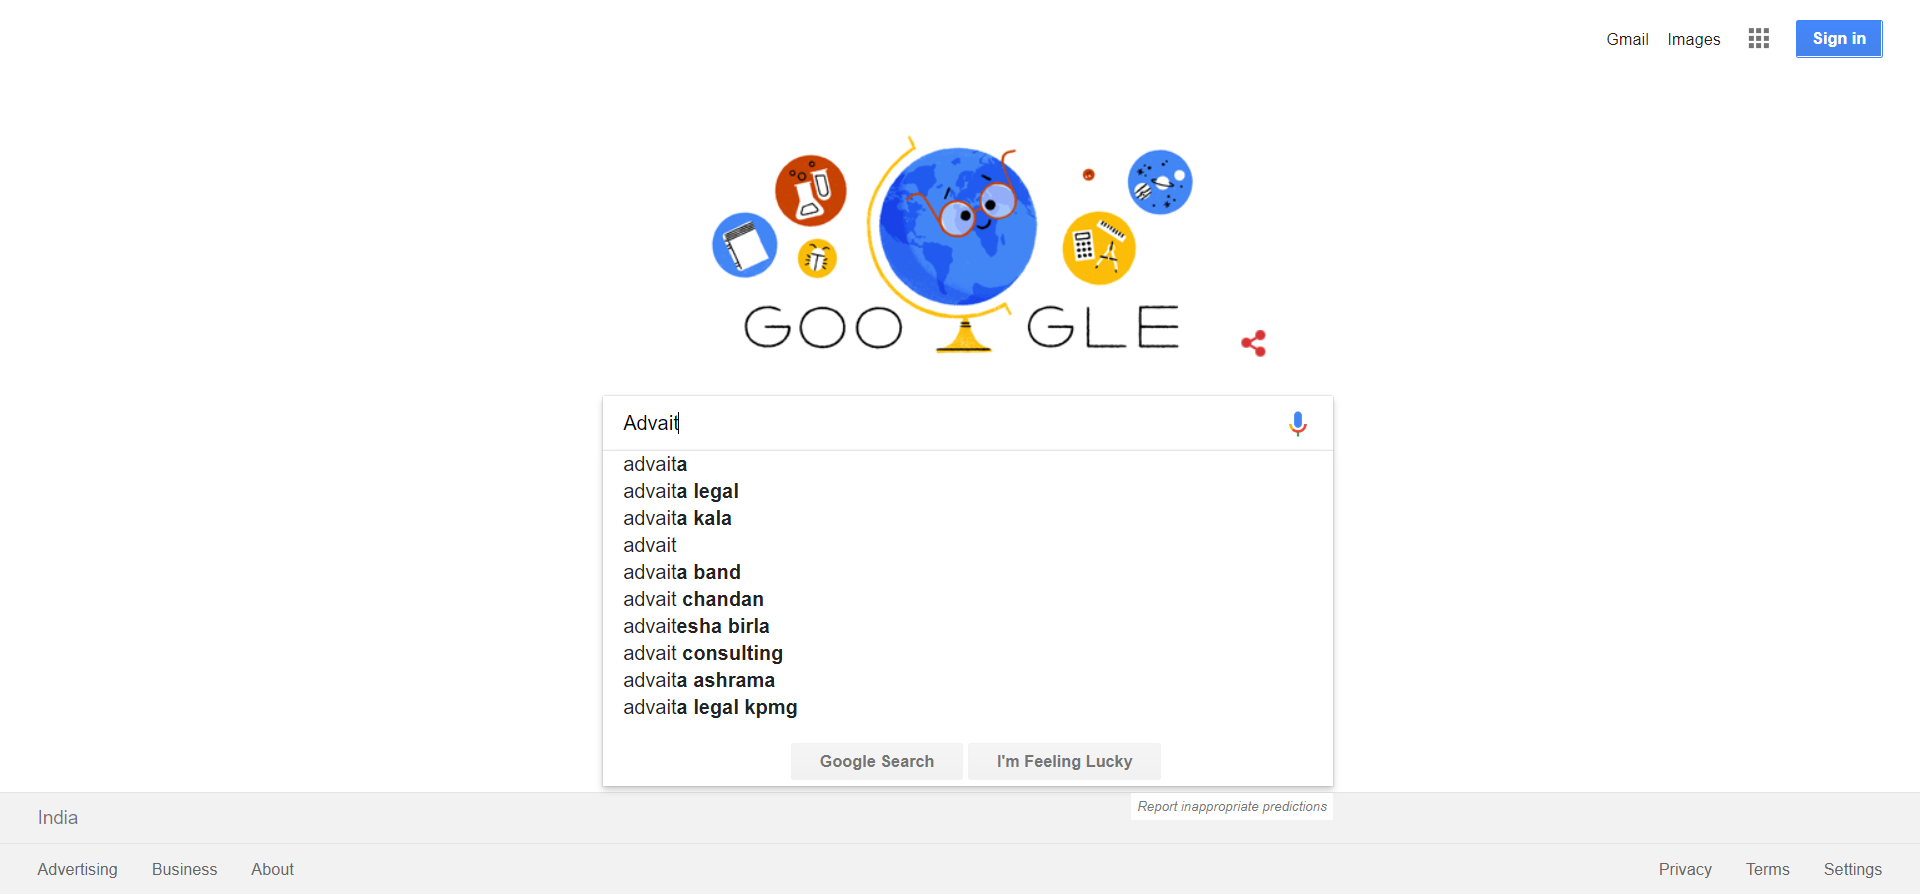 Gmail Images Sign in
GOO GLE
Advait
advaita
advaita legal
advaita kala
advait
advaita band
advait chandan
advaitesha birla
advait consulting
advaita ashrama
advaita legal kpmg
Google Search I'm Feeling Lucky
Report inappropriate predictions
India
Advertising Business About Privacy Terms Settings